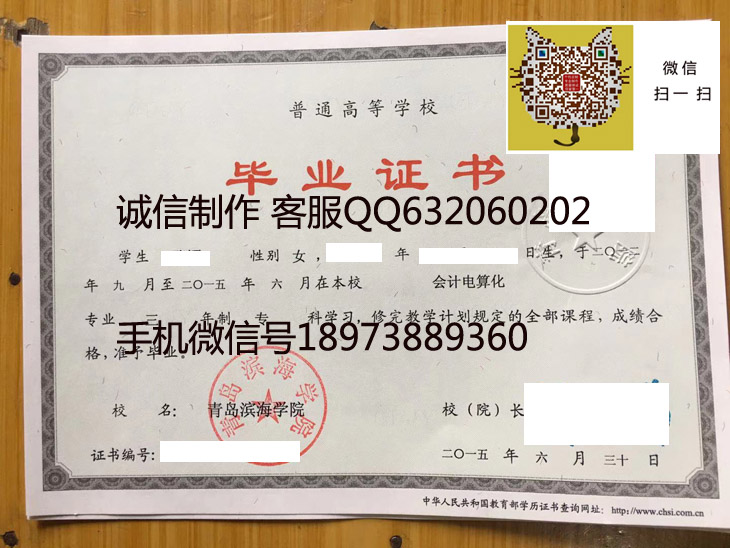 微信
扫一扫
普通高等学校
毕业证书
诚信制作 客服QQ632060202
学生 性别 女， 年 日生，于二〇一二
年 九 月至二〇一五 年 六 月在本校 会计电算化
专业 三 年制 专 科学习，修完教学计划规定的全部课程，成绩合
手机微信号18973889360
格，准予毕业。
青岛滨海学院
校 名： 青岛滨海学院 校（院）长
证书编号： 二〇一五 年 六 月 三十 日
中华人民共和国教育部学历证书查询网址：http://www.chsi.com.cn